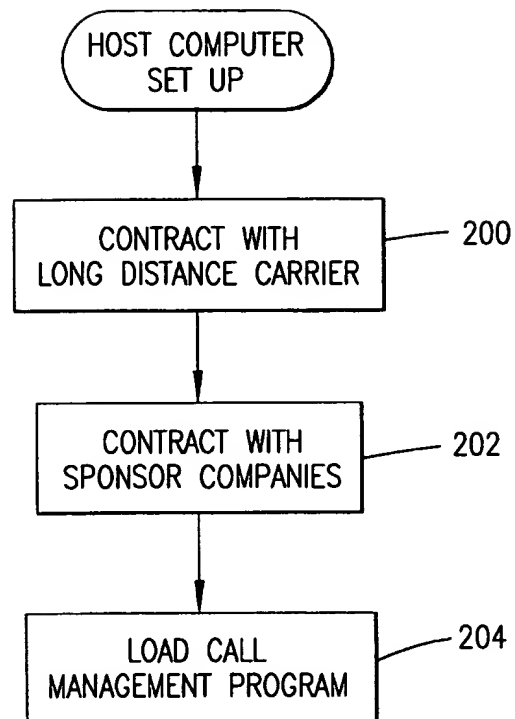 HOST COMPUTER
SET UP
CONTRACT WITH
LONG DISTANCE CARRIER
200
CONTRACT WITH
SPONSOR COMPANIES
202
LOAD CALL
MANAGEMENT PROGRAM
204